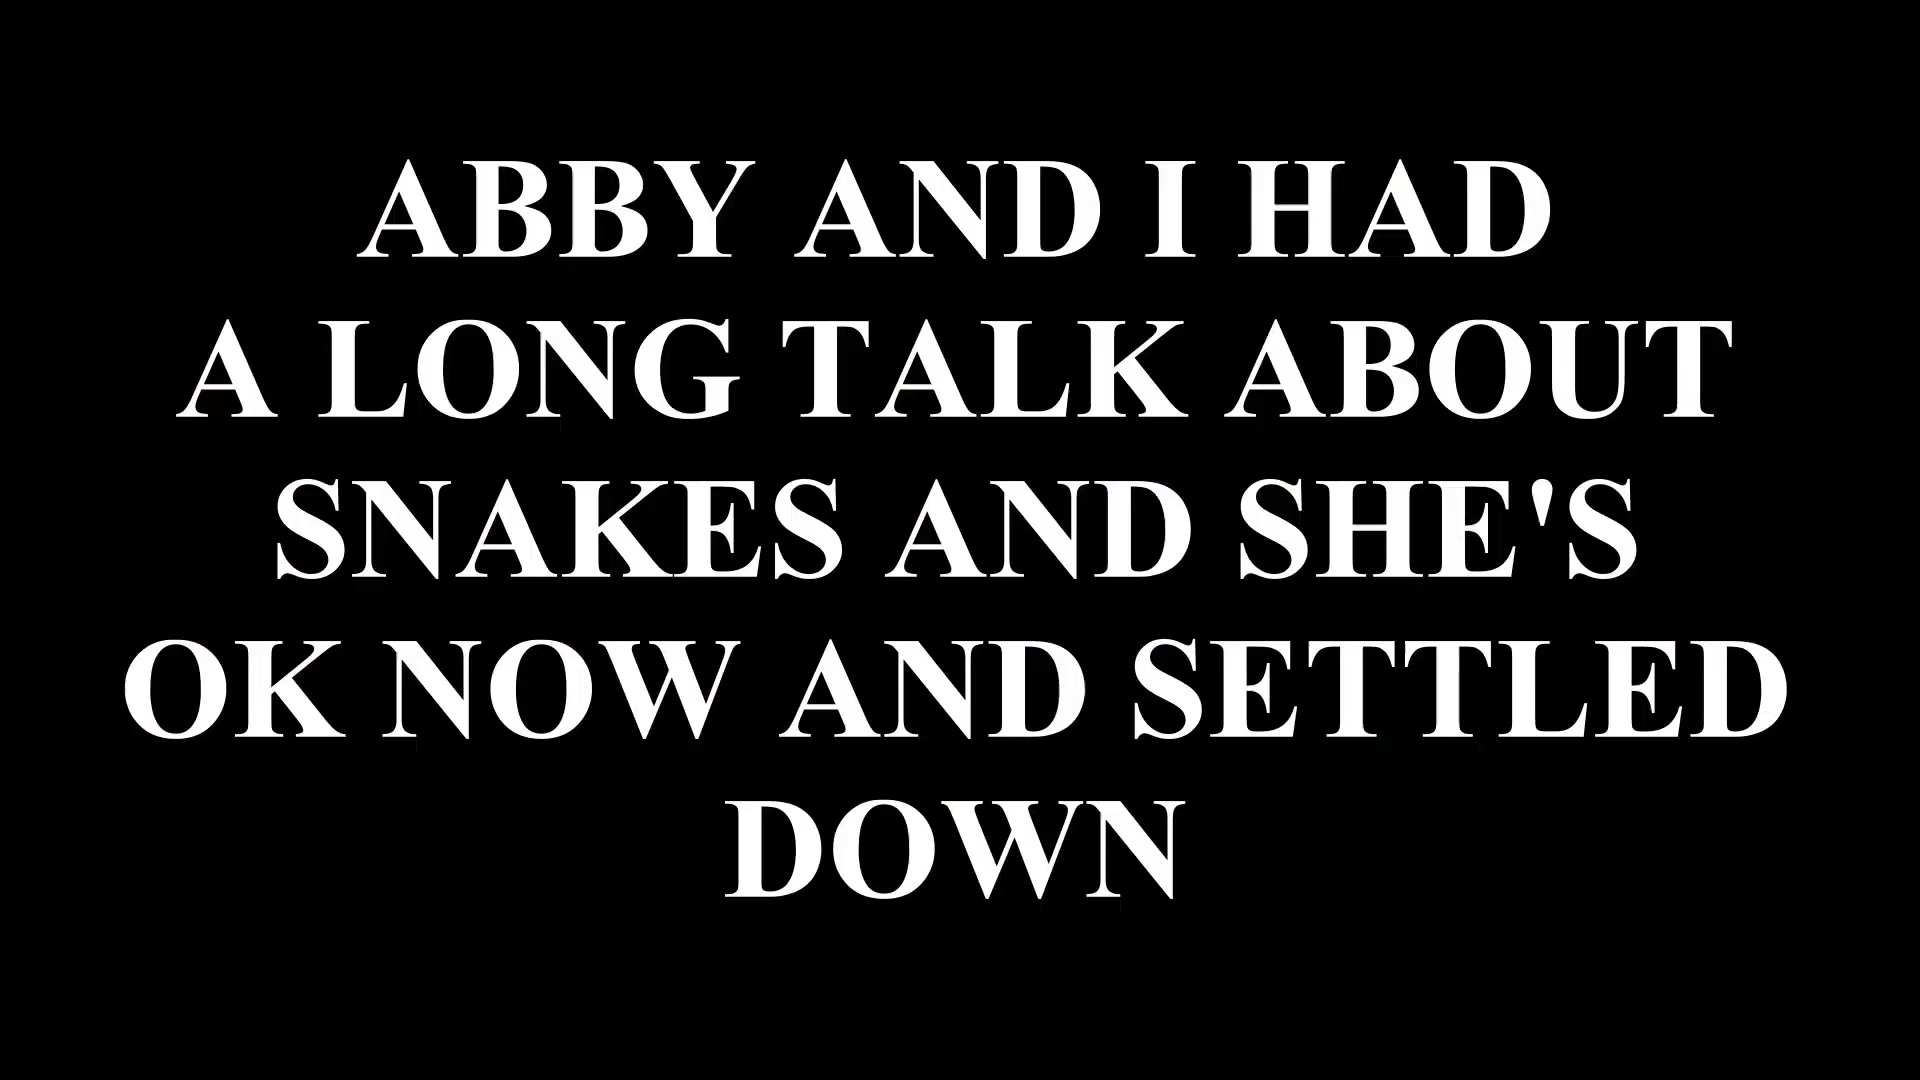 ABBY AND I HAD
A LONG TALK ABOUT
SNAKES AND SHE'S
OK NOW AND SETTLED
DOWN